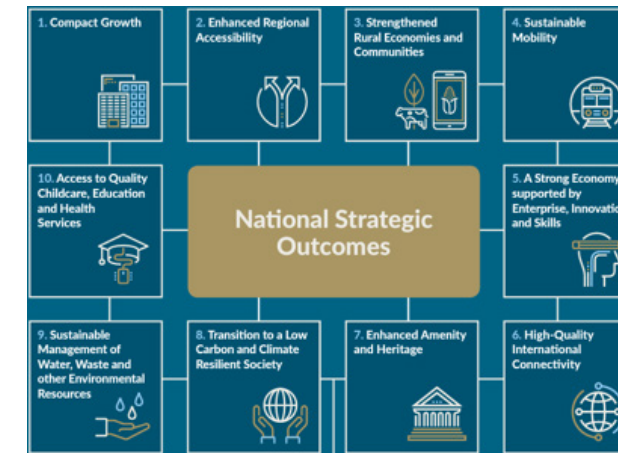 1. Compact Growth
2. Enhanced Regional
Accessibility
3. Strengthened
Rural Economies and
Communities
4. Sustainable
Mobility
10. Access to Quality
Childcare, Education
and Health
Services
National Strategic
Outcomes
5. A Strong Economy
supported by
Enterprise,
and Skills
9. Sustainable
Management of
Water, Waste and
other Environmental
Resources
8. Transition to a Low
Carbon and Climate
Resilient Society
7. Enhanced Amenity
and Heritage
6. High-Quality
International
Connectivity